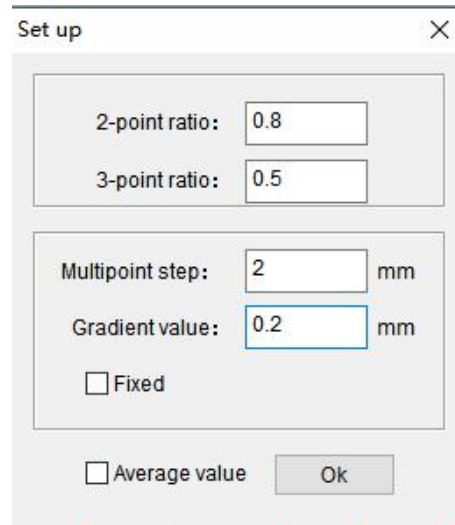 Set up
2-point ratio: 0.8
3-point ratio: 0.5
Multipoint step: 2 mm
Gradient value: 0.2 mm
Fixed
Average value Ok